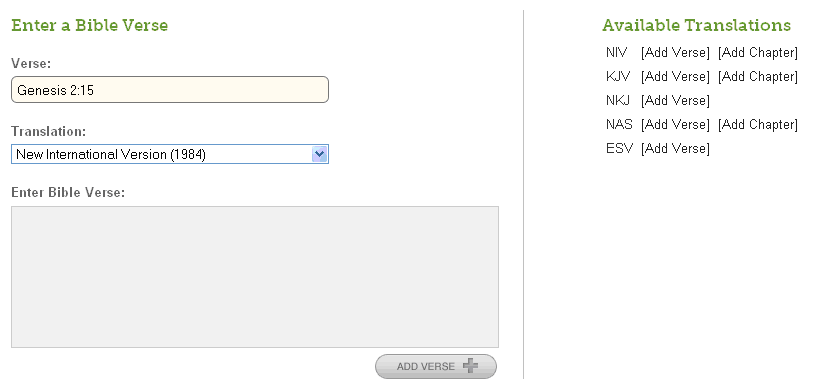 Enter a Bible Verse
Verse:
Genesis 2:15
Translation:
New International Version (1984)
Enter Bible Verse:
ADD VERSE
Available Translations
NIV [Add Verse] [Add Chapter]
KJV [Add Verse] [Add Chapter]
NKJ [Add Verse]
NAS [Add Verse] [Add Chapter]
ESV [Add Verse]